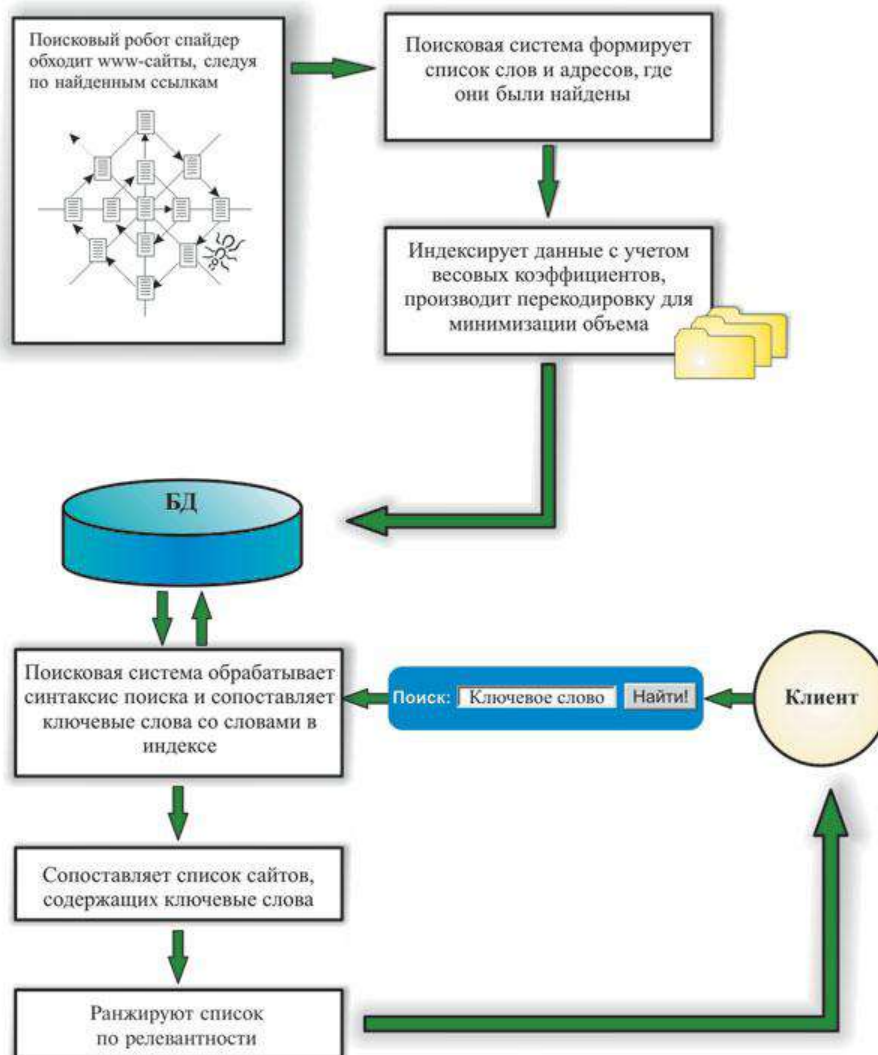 Поисковый робот спайдер
обходит www-сайты, следуя
по найденным ссылкам
Поисковая система формирует
список слов и адресов, где
они были найдены
Индексирует данные с учетом
весовых коэффициентов,
производит перекодировку для
минимизации объема
БД
Поисковая система обрабатывает
синтаксис поиска и сопоставляет
ключевые слова со словами в
индексе
Поиск: Ключевое слово Найти!
Клиент
Сопоставляет список сайтов,
содержащих ключевые слова
Ранжируют список
по релевантности